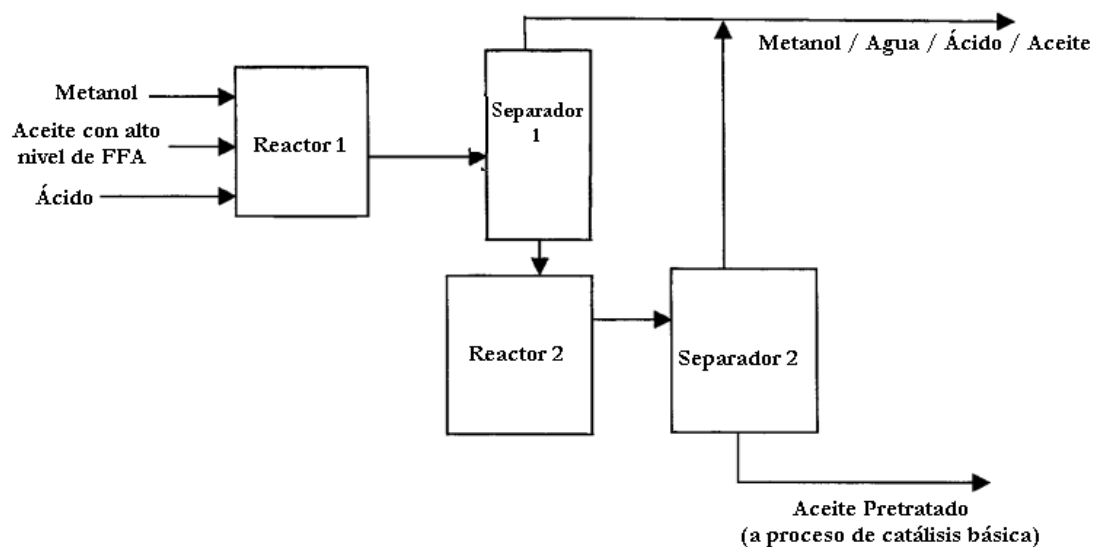 Metanol / Agua / Ácido / Aceite
Metanol
Aceite con alto
nivel de FFA
Ácido
Reactor 1
Separador
1
Reactor 2
Separador 2
Aceite Pretratado
(a proceso de catálisis básica)